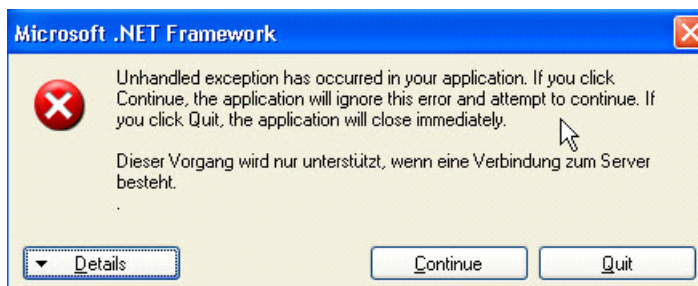 Microsoft .NET Framework
Unhandled exception has occurred in your application. If you click
Continue, the application will ignore this error and attempt to continue. If
you click Quit, the application will close immediately.
Dieser Vorgang wird nur unterstützt, wenn eine Verbindung zum Server
besteht.
.
Details
Continue
Quit